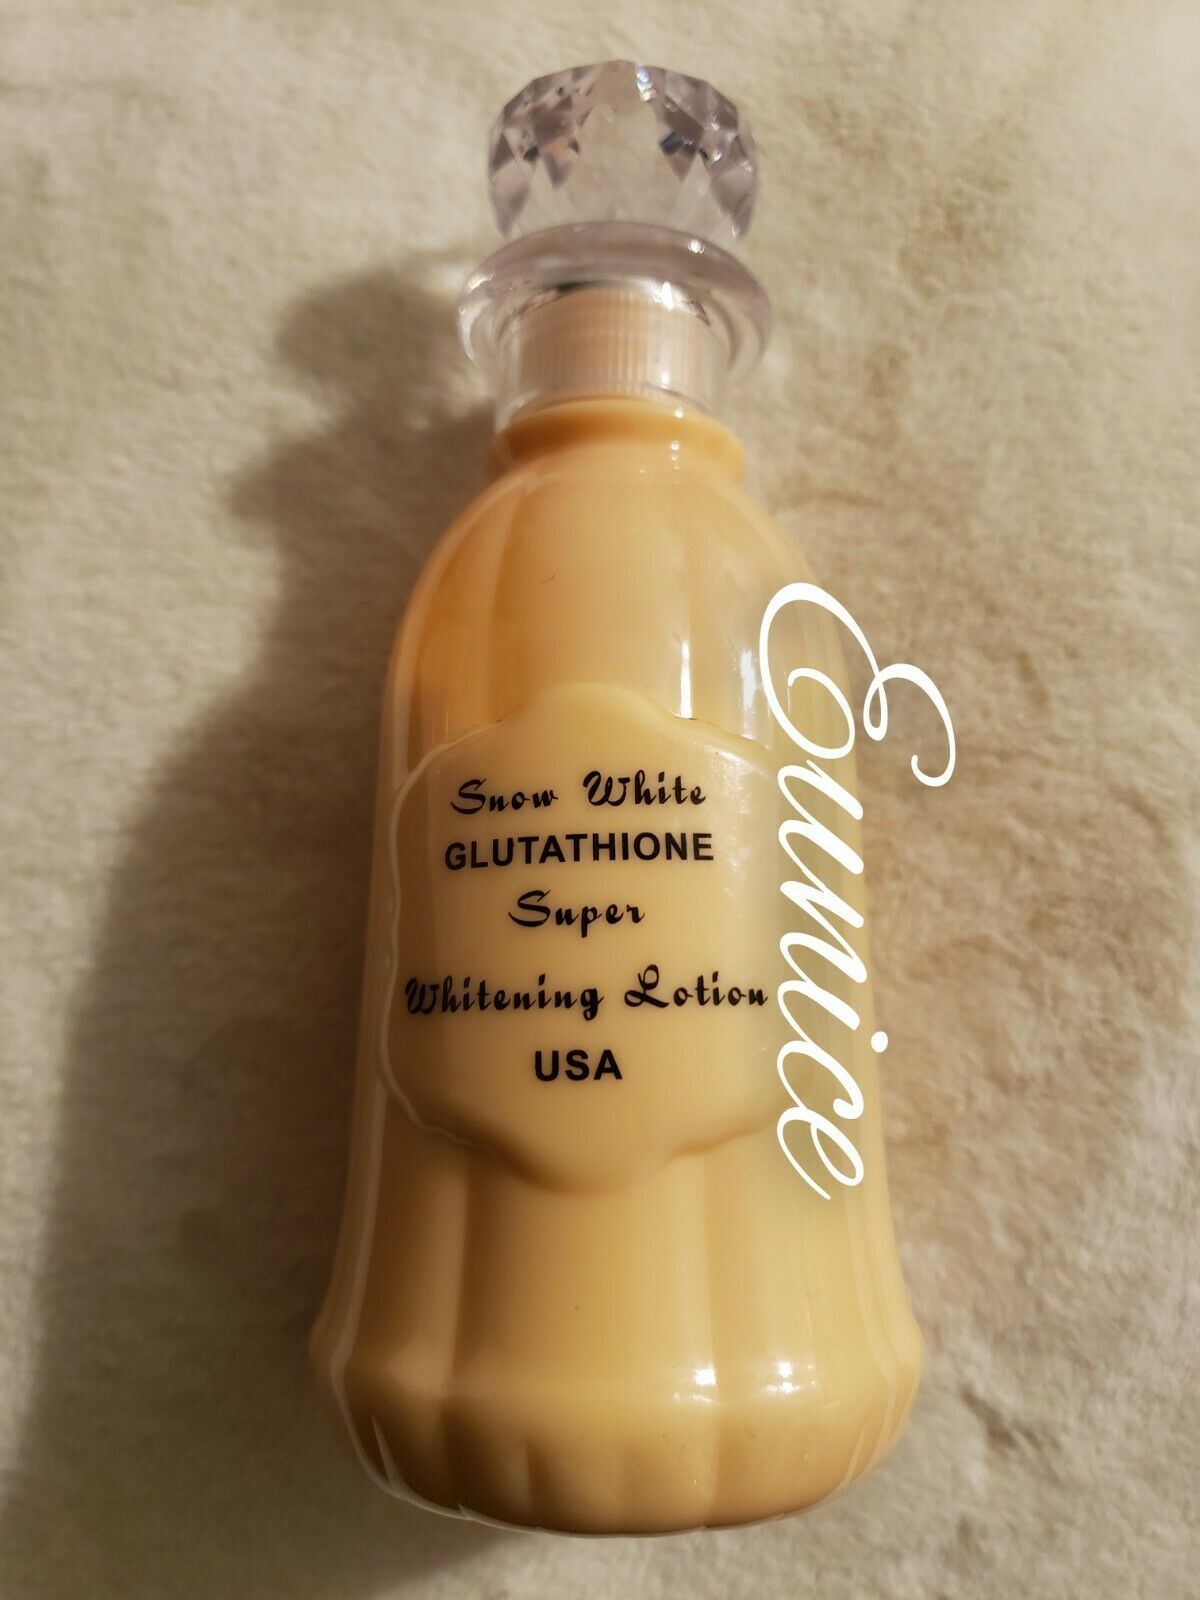 Snow White
GLUTATHIONE
Super
Whitening Lotion
USA
Eunice